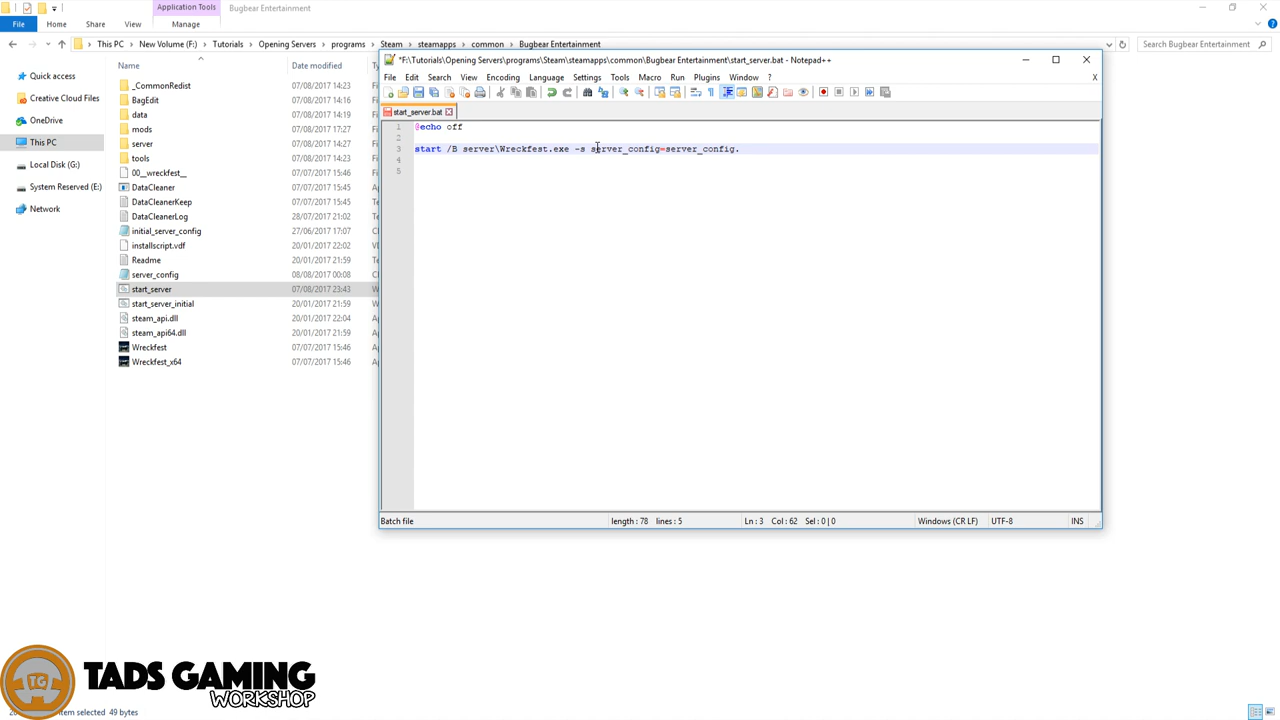 Application Tools
Bugbear Entertainment
File Home Share View Manage
This PC New Volume (F:) Tutorials Opening Servers programs Steam steamapps common Bugbear Entertainment
Search Bugbear Entertainment
Quick access
Creative Cloud Files
OneDrive
This PC
Local Disk (G:)
System Reserved (E:)
Network
Name Date modified
_CommonRedist 07/08/2017 14:23
BagEdit 07/08/2017 14:16
data 07/08/2017 14:23
mods 07/08/2017 17:27
server 07/08/2017 14:27
tools 07/08/2017 14:23
00__wreckfest__ 07/07/2017 15:45
DataCleaner 07/07/2017 15:45
DataCleanerKeep 07/07/2017 15:45
DataCleanerLog 28/07/2017 21:02
initial_server_config 27/06/2017 17:07
installscript.vdf 20/01/2017 22:02
Readme 20/01/2017 21:59
server_config 08/08/2017 00:08
start_server 07/08/2017 23:43
start_server_initial 20/01/2017 21:59
steam_api.dll 20/01/2017 22:04
steam_api64.dll 20/01/2017 21:59
Wreckfest 07/07/2017 15:46
Wreckfest_x64 07/07/2017 15:46
*F:\Tutorials\Opening Servers\programs\Steam\steamapps\common\Bugbear Entertainment\start_server.bat - Notepad++
File Edit Search View Encoding Language Settings Tools Macro Run Plugins Window ? X
start_server.bat
1 @echo off
2
3 start /B server\Wreckfest.exe -s server_config=server_config.
4
5
Batch file length : 78 lines : 5 Ln : 3 Col : 62 Sel : 0 | 0 Windows (CR LF) UTF-8 INS
TG
TADS GAMING
WORKSHOP
item selected 49 bytes